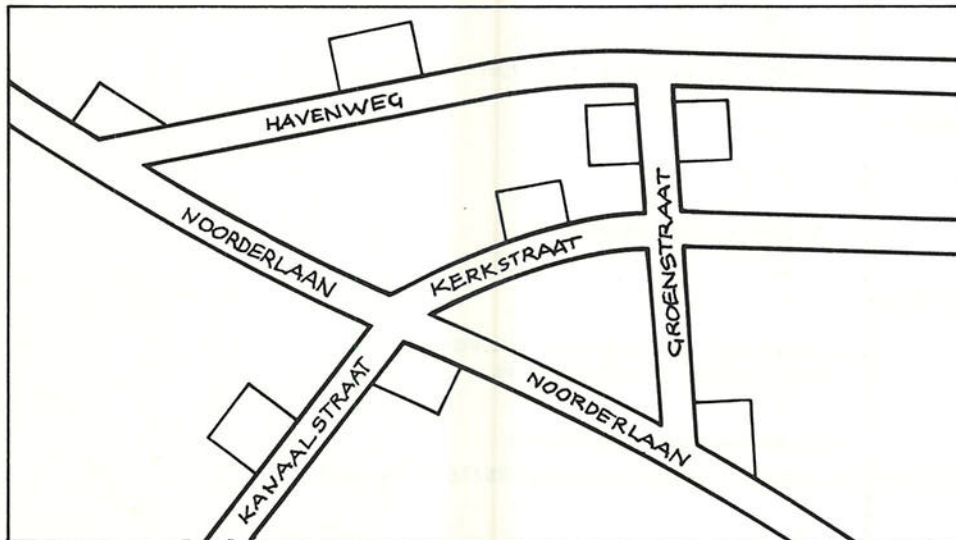 HAVENWEG
NOORDERLAAN
KERKSTRAAT
GROENSTRAAT
KANAALSTRAAT
NOORDERLAAN